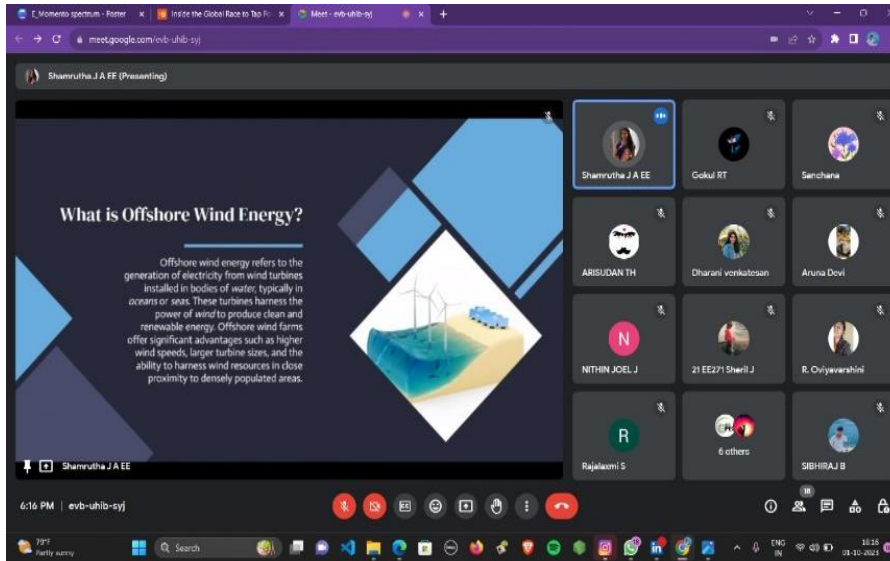 E_Momento spectrum - Poster
Inside the Global Race to Tap Po
Meet - evb-uhib-syj
meet.google.com/evb-uhib-syj
Shamrutha J A EE (Presenting)
What is Offshore Wind Energy?
Offshore wind energy refers to the
generation of electricity from wind turbines
installed in bodies of water, typically in
oceans or seas. These turbines harness the
power of wind to produce clean and
renewable energy. Offshore wind farms
offer significant advantages such as higher
wind speeds, larger turbine sizes, and the
ability to harness wind resources in close
proximity to densely populated areas.
Shamrutha J A EE
Shamrutha J A EE
Gokul RT
Sanchana
ARISUDAN TH
Dharani venkatesan
Aruna Devi
N
NITHIN JOEL J
21 EE271 Sheril J
R. Oviyavarshini
R
Rajalaxmi S
6 others
SIBHIRAJ B
6:16 PM | evb-uhib-syj
18
79°F
Partly sunny
Search
ENG
IN
18:16
01-10-2023